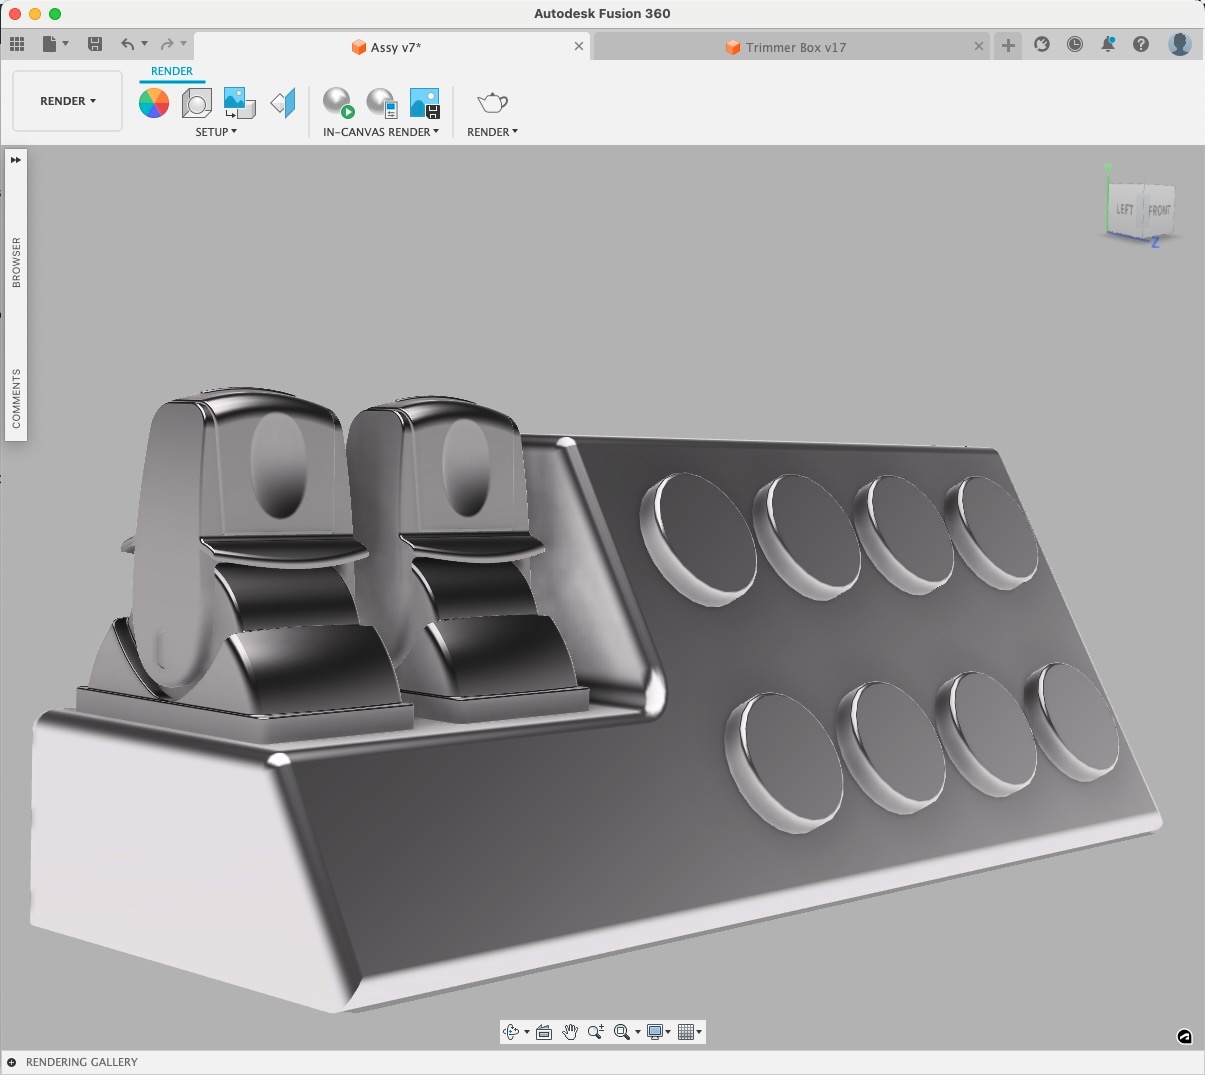 Autodesk Fusion 360
Assy v7*
Trimmer Box v17
RENDER
RENDER
SETUP
IN-CANVAS RENDER
RENDER
BROWSER
COMMENTS
LEFT
FRONT
Z
RENDERING GALLERY